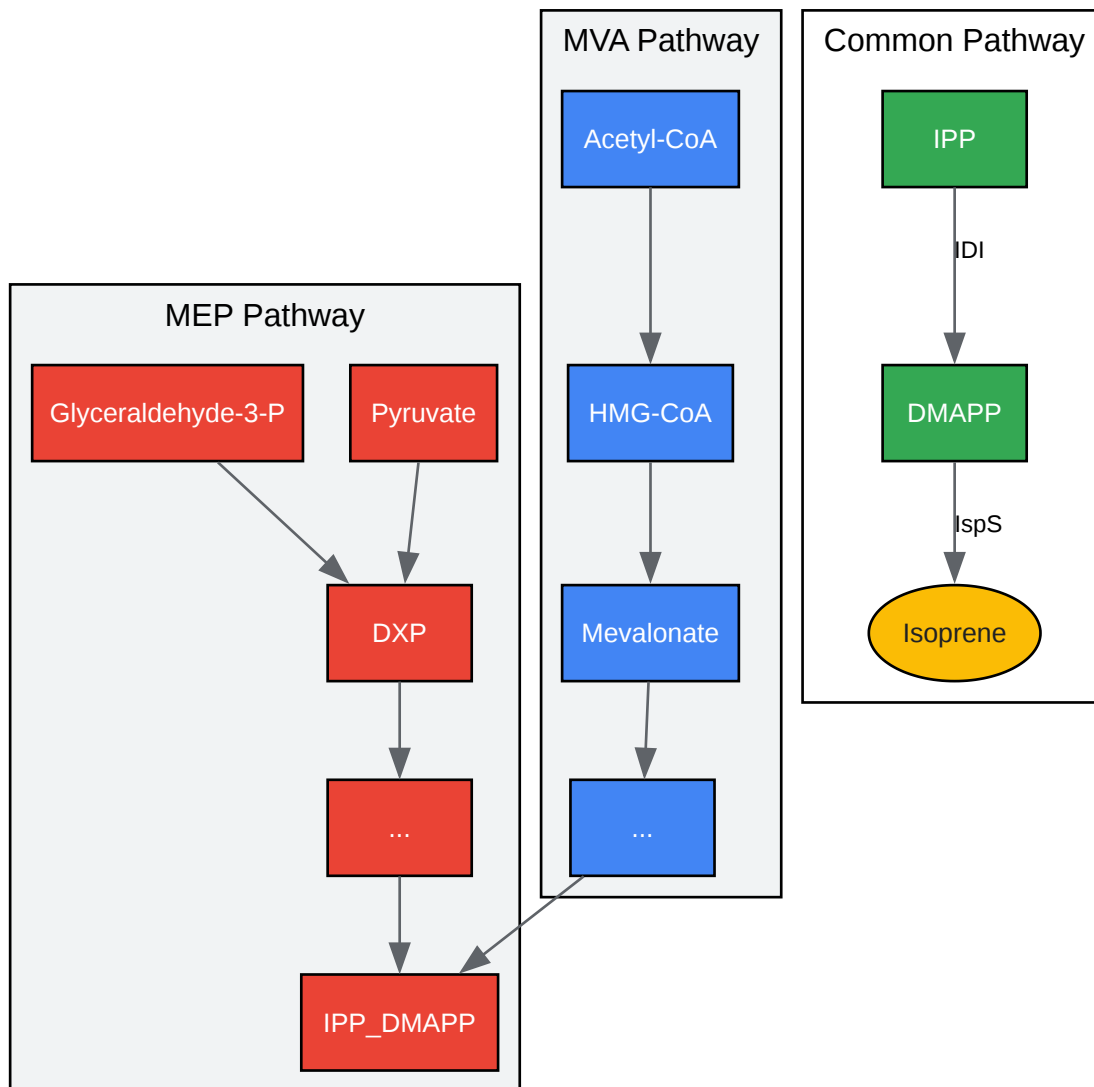 MVA Pathway
Acetyl-CoA
HMG-CoA
Mevalonate
...
Common Pathway
IPP
IDI
DMAPP
IspS
Isoprene
MEP Pathway
Glyceraldehyde-3-P
Pyruvate
DXP
...
IPP_DMAPP